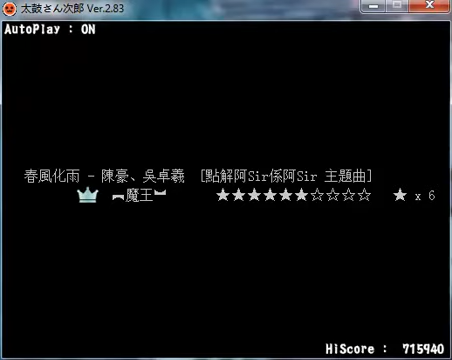 太鼓さん次郎 Ver.2.83
AutoPlay : ON
春風化雨 - 陳豪、吳卓羲 [點解阿Sir係阿Sir 主題曲]
︻魔王︼ ★★★★★★☆☆☆☆ ★ x 6
HiScore : 715940